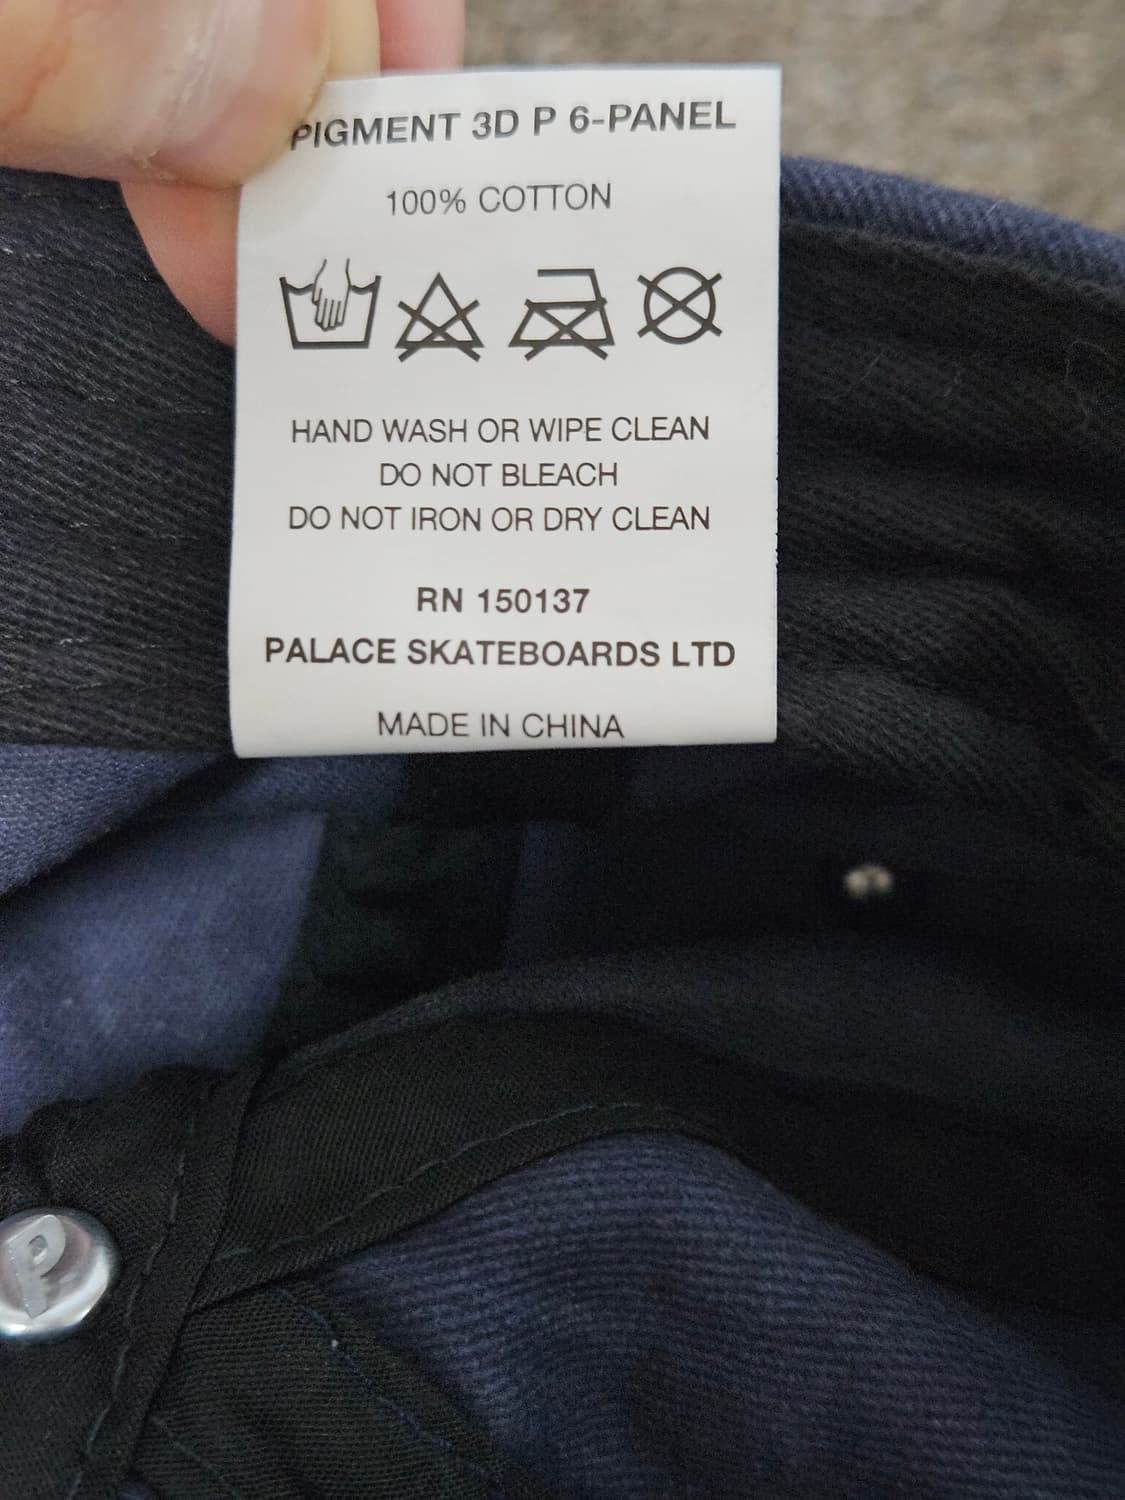 PIGMENT 3D P 6-PANEL
100% COTTON
HAND WASH OR WIPE CLEAN
DO NOT BLEACH
DO NOT IRON OR DRY CLEAN
RN 150137
PALACE SKATEBOARDS LTD
MADE IN CHINA
P